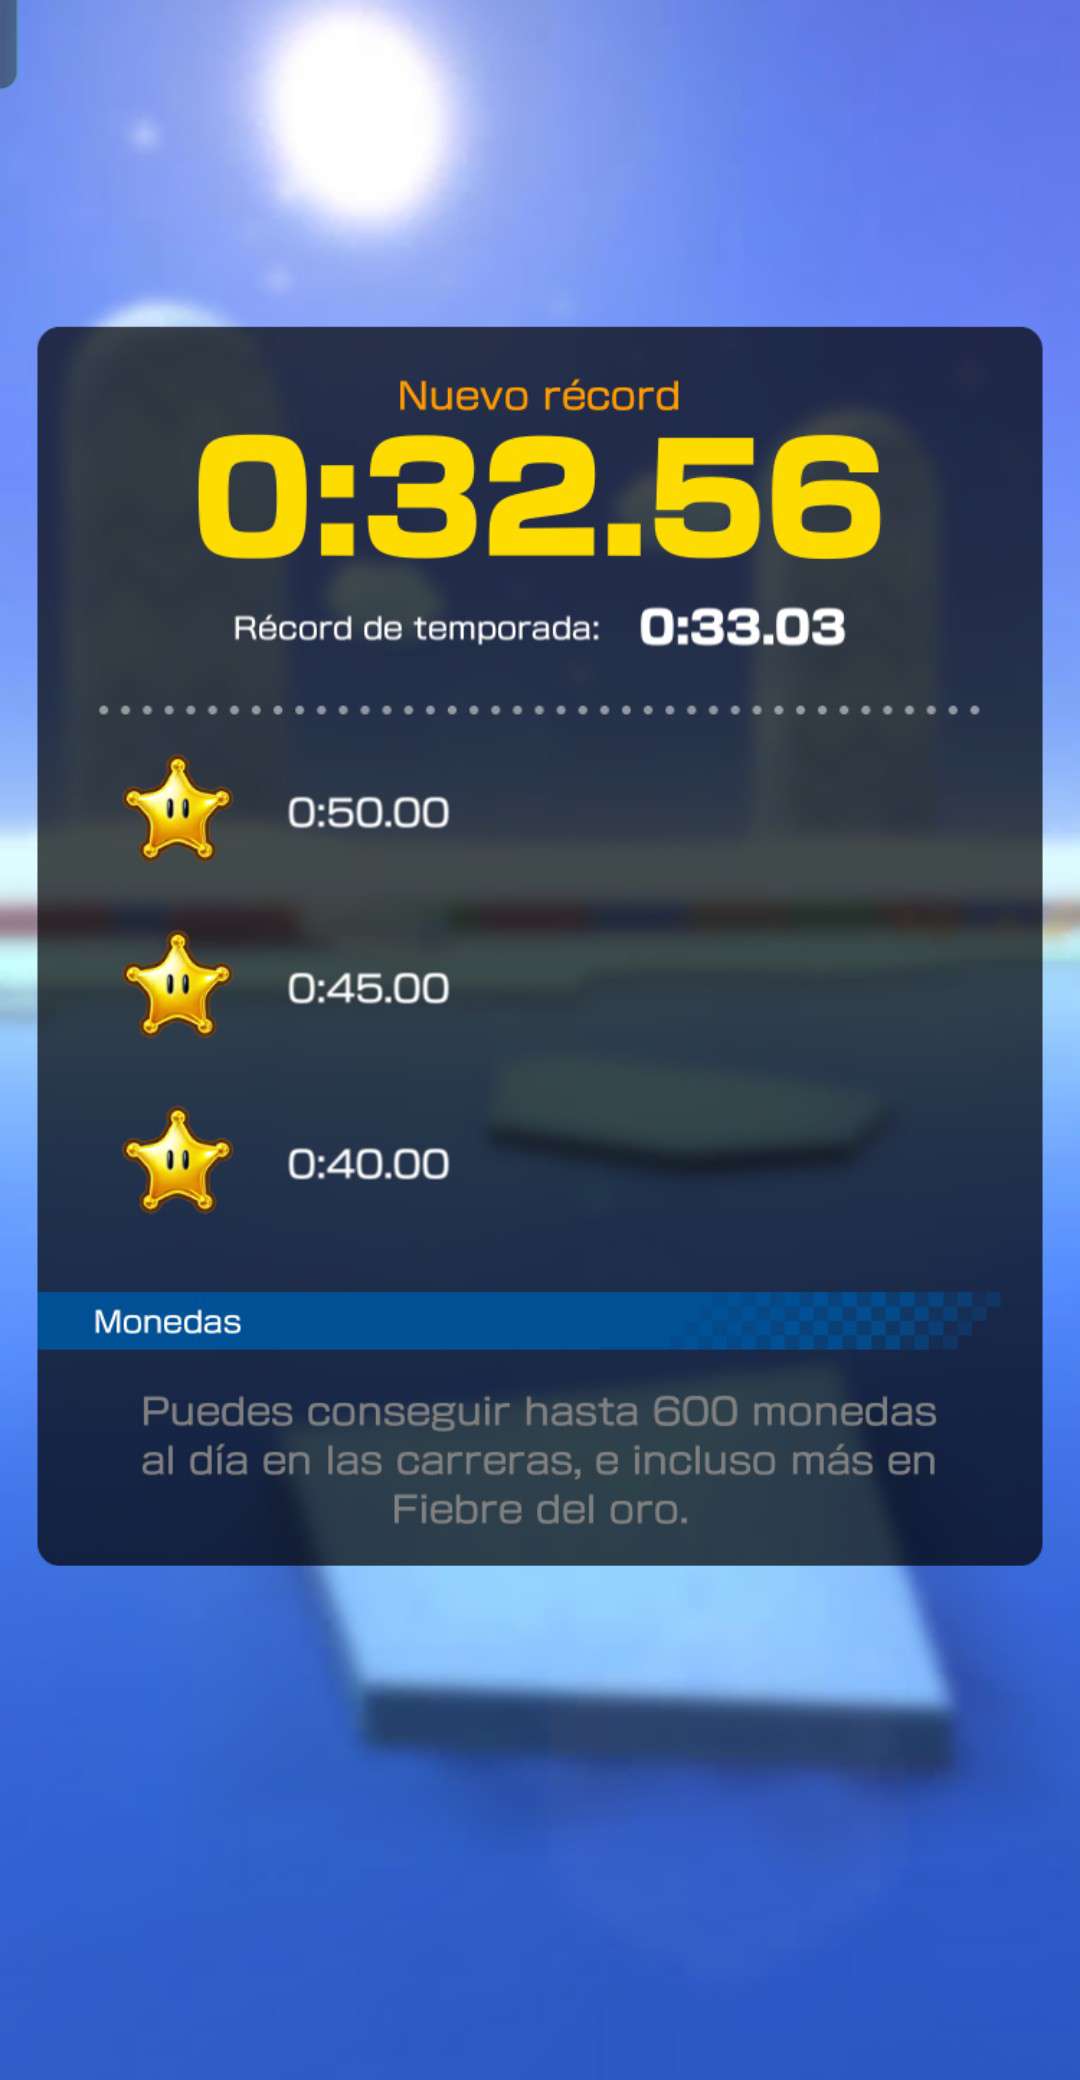 Nuevo récord
0:32.56
Récord de temporada: 0:33.03
0:50.00
0:45.00
0:40.00
Monedas
Puedes conseguir hasta 600 monedas
al día en las carreras, e incluso más en
Fiebre del oro.